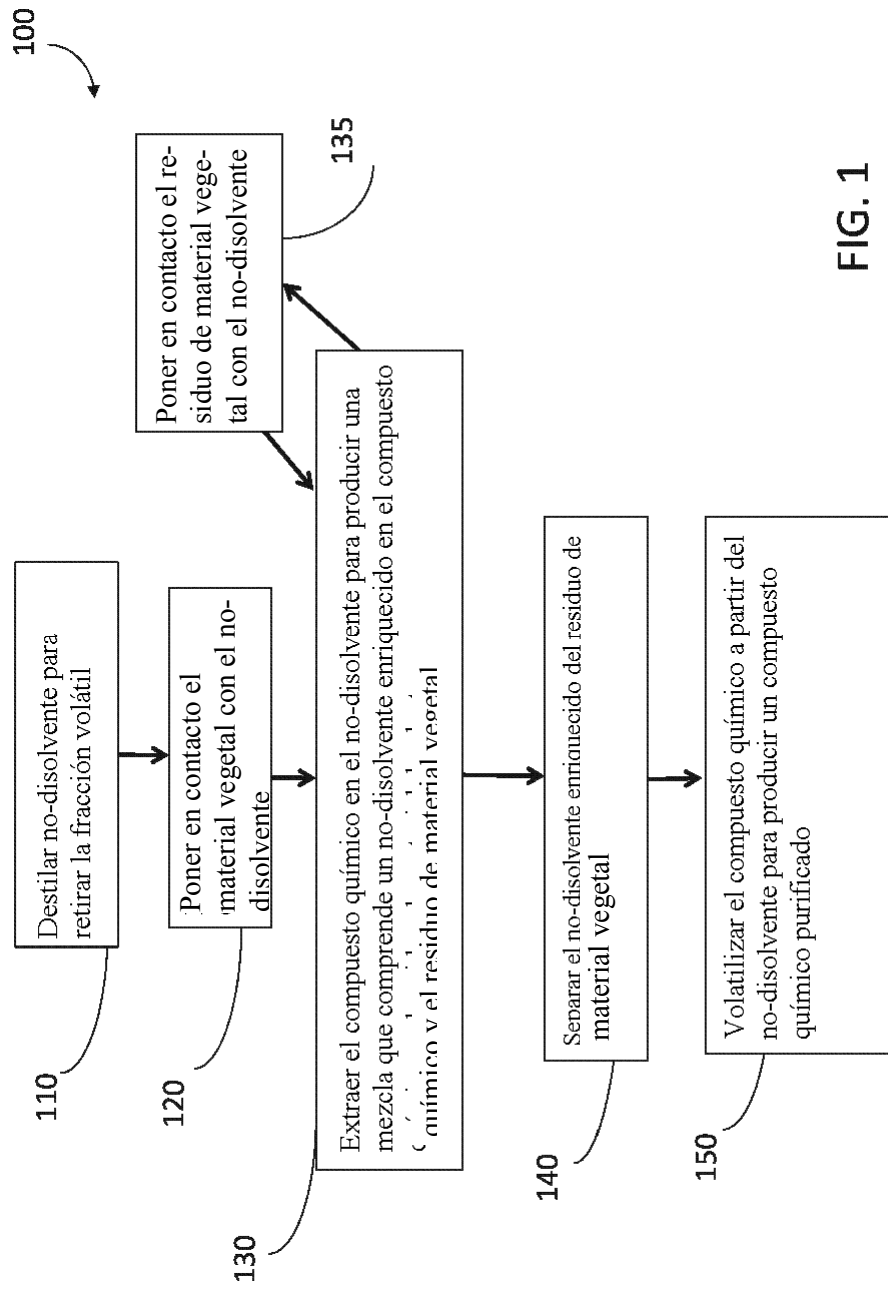 100
110
Destilar no-disolvente para
retirar la fracción volátil
120
Poner en contacto el
material vegetal con el no-
disolvente
130
Extraer el compuesto químico en el no-disolvente para producir una
mezcla que comprende un no-disolvente enriquecido en el compuesto
químico y el residuo de material vegetal
Poner en contacto el re-
siduo de material vege-
tal con el no-disolvente
135
140
Separar el no-disolvente enriquecido del residuo de
material vegetal
150
Volatilizar el compuesto químico a partir del
no-disolvente para producir un compuesto
químico purificado
FIG. 1